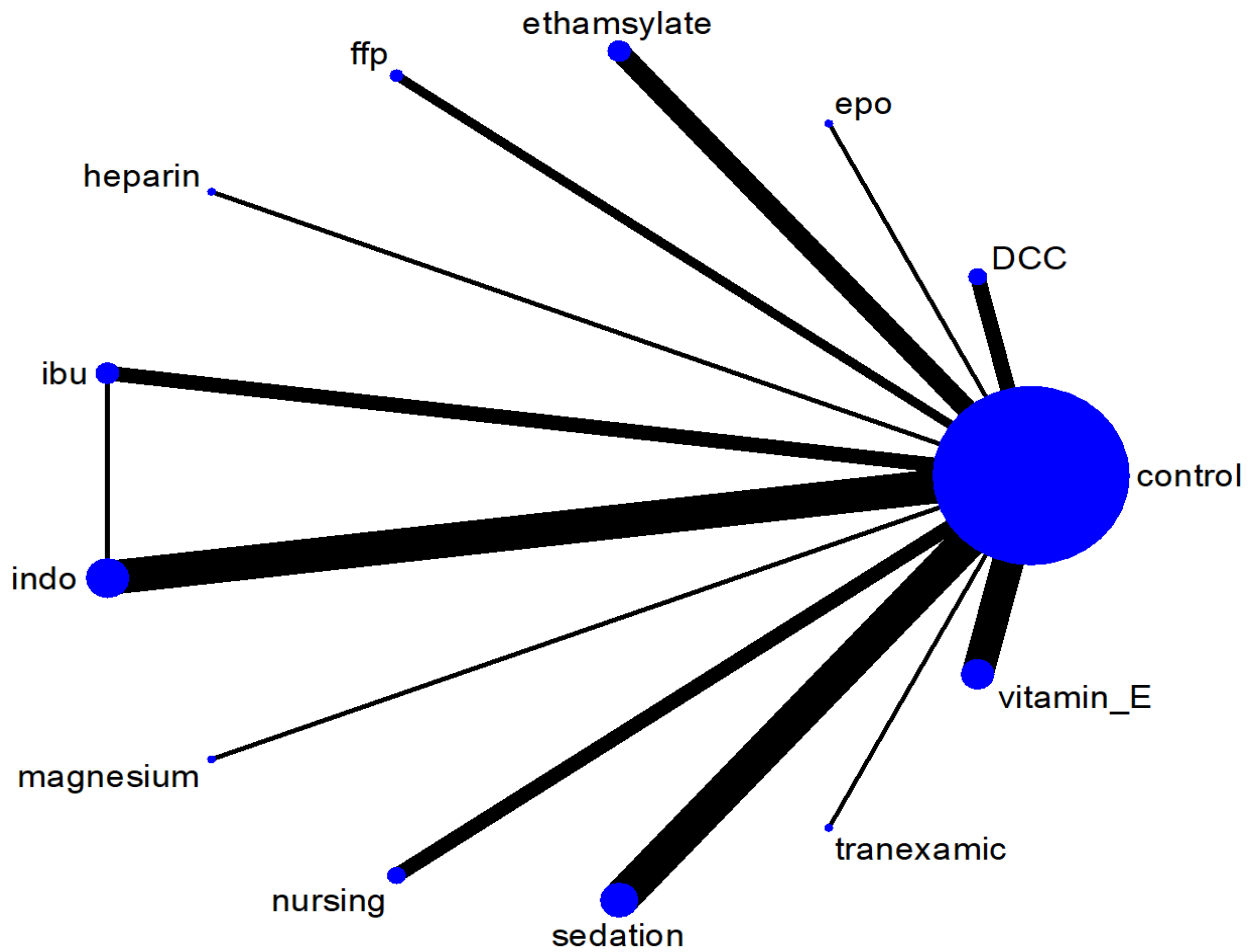 ethamsylate
ffp
epo
heparin
DCC
ibu
control
indo
vitamin_E
magnesium
tranexamic
nursing
sedation